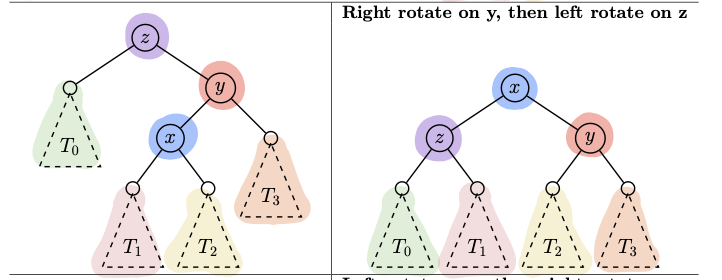 Right rotate on y, then left rotate on z
z
y
x
T₀
T₃
T₁
T₂
x
z
y
T₀
T₁
T₂
T₃